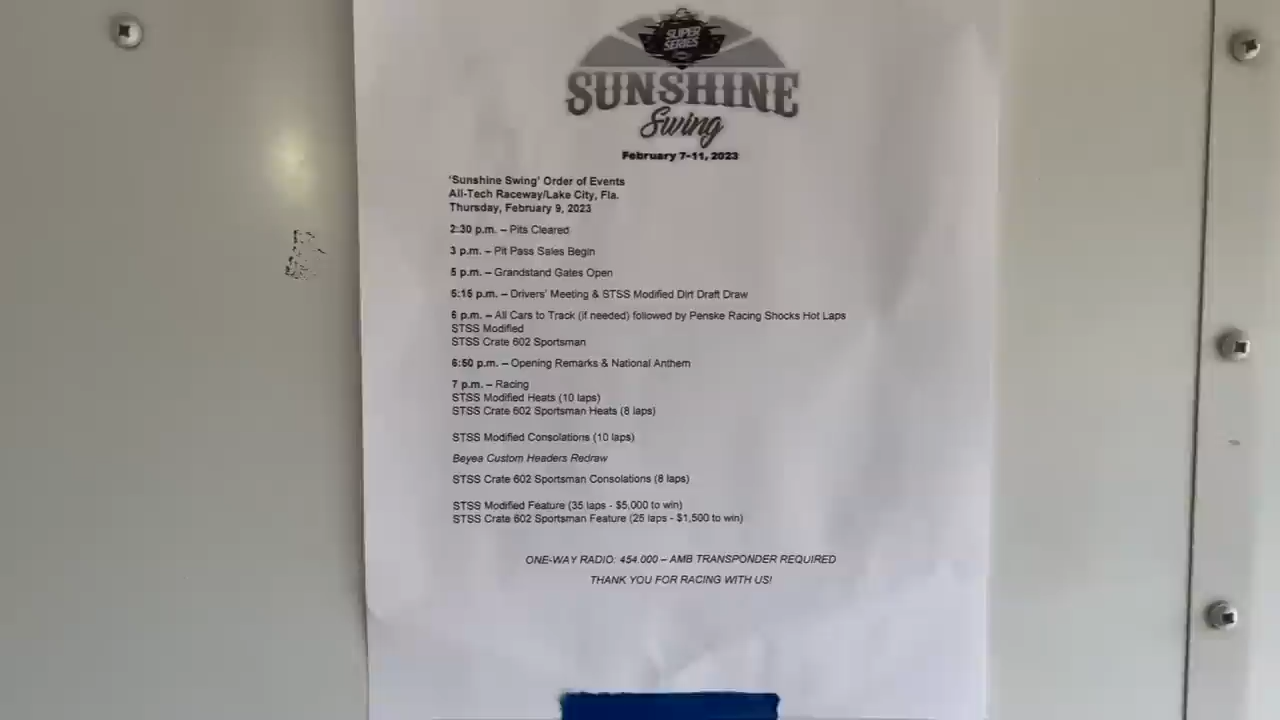 SUPER
SERIES
SUNSHINE
Swing
February 7-11, 2023
'Sunshine Swing' Order of Events
All-Tech Raceway/Lake City, Fla.
Thursday, February 9, 2023
2:30 p.m. – Pits Cleared
3 p.m. – Pit Pass Sales Begin
5 p.m. – Grandstand Gates Open
5:15 p.m. – Drivers' Meeting & STSS Modified Dirt Draft Draw
6 p.m. – All Cars to Track (if needed) followed by Penske Racing Shocks Hot Laps
STSS Modified
STSS Crate 602 Sportsman
6:50 p.m. – Opening Remarks & National Anthem
7 p.m. – Racing
STSS Modified Heats (10 laps)
STSS Crate 602 Sportsman Heats (8 laps)
STSS Modified Consolations (10 laps)
Beyea Custom Headers Redraw
STSS Crate 602 Sportsman Consolations (8 laps)
STSS Modified Feature (35 laps - $5,000 to win)
STSS Crate 602 Sportsman Feature (25 laps - $1,500 to win)
ONE-WAY RADIO: 454.000 – AMB TRANSPONDER REQUIRED
THANK YOU FOR RACING WITH US!